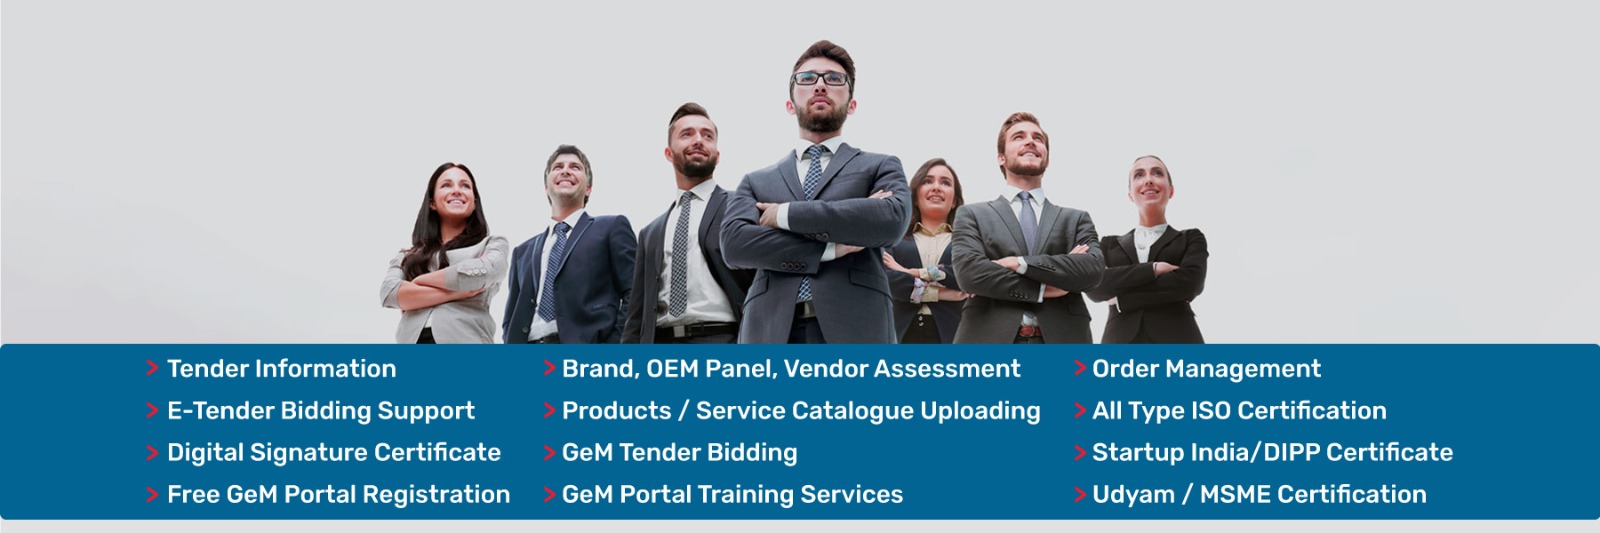 > Tender Information
> E-Tender Bidding Support
> Digital Signature Certificate
> Free GeM Portal Registration
> Brand, OEM Panel, Vendor Assessment
> Products / Service Catalogue Uploading
> GeM Tender Bidding
> GeM Portal Training Services
> Order Management
> All Type ISO Certification
> Startup India/DIPP Certificate
> Udyam / MSME Certification